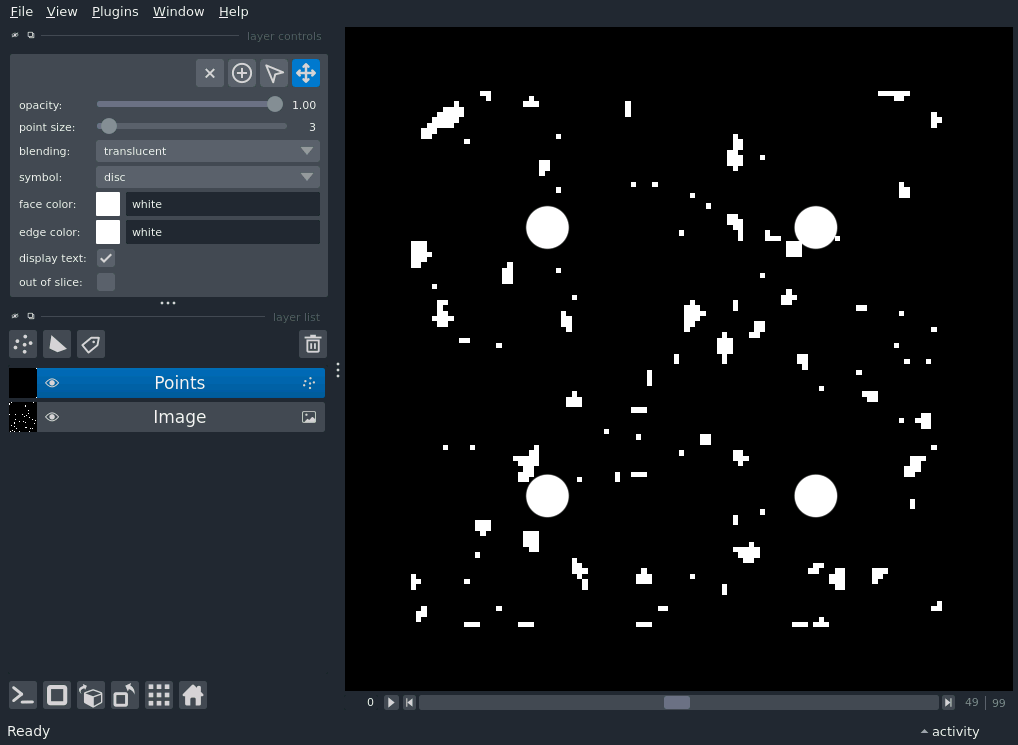 File View Plugins Window Help
layer controls
opacity: 1.00
point size: 3
blending: translucent
symbol: disc
face color: white
edge color: white
display text:
out of slice:
layer list
Points
Image
0 49 | 99
Ready activity